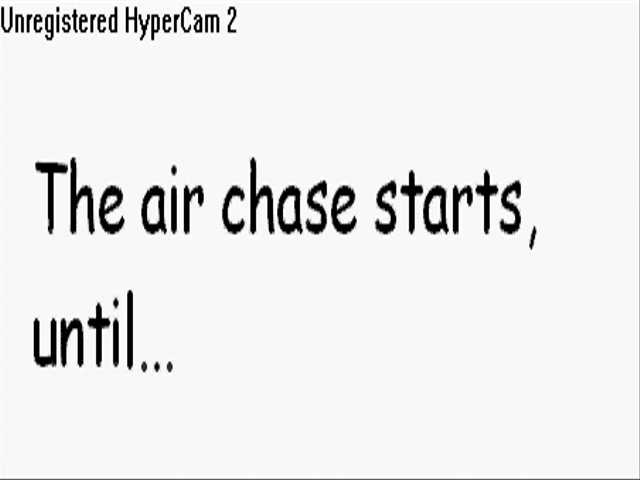 Unregistered HyperCam 2
The air chase starts,
until...